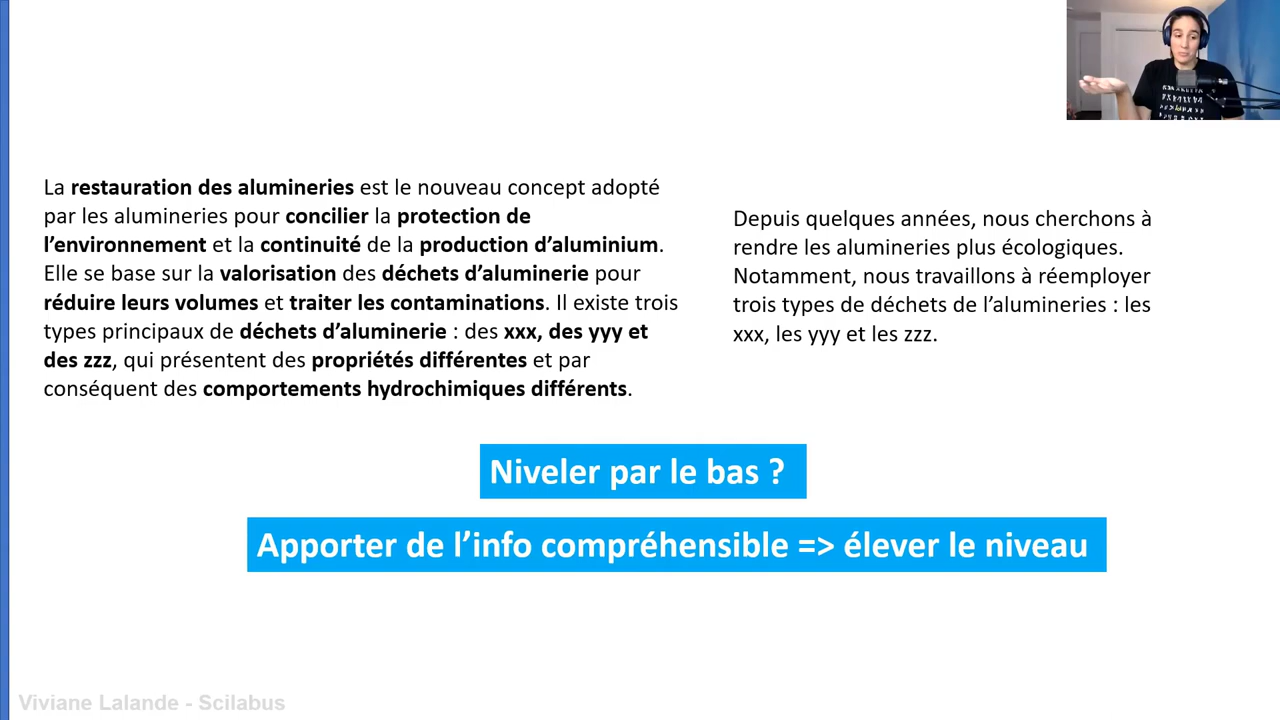 La restauration des alumineries est le nouveau concept adopté
par les alumineries pour concilier la protection de
l’environnement et la continuité de la production d’aluminium.
Elle se base sur la valorisation des déchets d’aluminerie pour
réduire leurs volumes et traiter les contaminations. Il existe trois
types principaux de déchets d’aluminerie : des xxx, des yyy et
des zzz, qui présentent des propriétés différentes et par
conséquent des comportements hydrochimiques différents.
Depuis quelques années, nous cherchons à
rendre les alumineries plus écologiques.
Notamment, nous travaillons à réemployer
trois types de déchets de l’alumineries : les
xxx, les yyy et les zzz.
Niveler par le bas ?
Apporter de l’info compréhensible => élever le niveau
Viviane Lalande - Scilabus